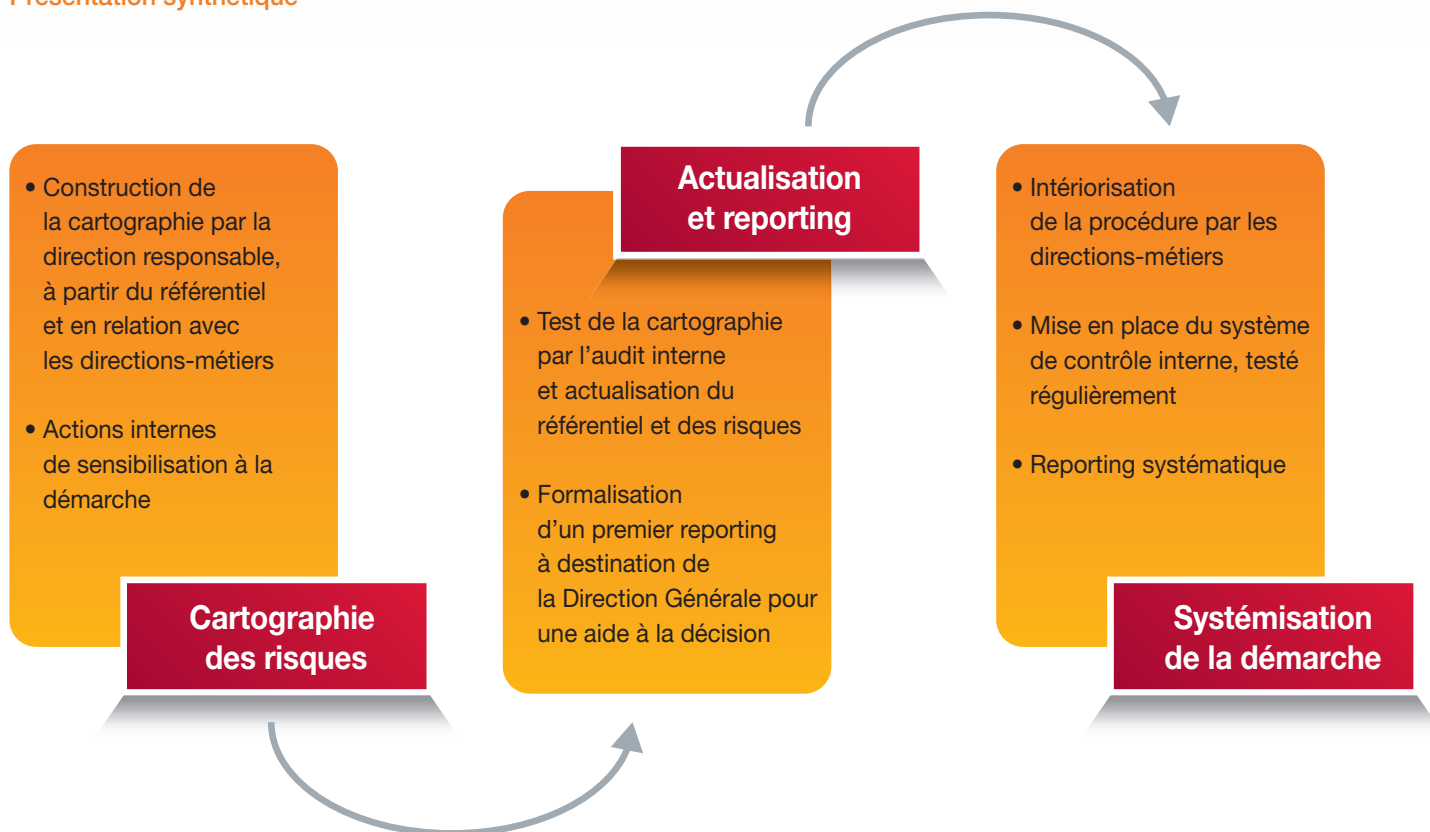 Présentation synthétique
• Construction de
la cartographie par la
direction responsable,
à partir du référentiel
et en relation avec
les directions-métiers
• Actions internes
de sensibilisation à la
démarche
Cartographie
des risques
Actualisation
et reporting
• Test de la cartographie
par l’audit interne
et actualisation du
référentiel et des risques
• Formalisation
d’un premier reporting
à destination de
la Direction Générale pour
une aide à la décision
• Intériorisation
de la procédure par les
directions-métiers
• Mise en place du système
de contrôle interne, testé
régulièrement
• Reporting systématique
Systémisation
de la démarche